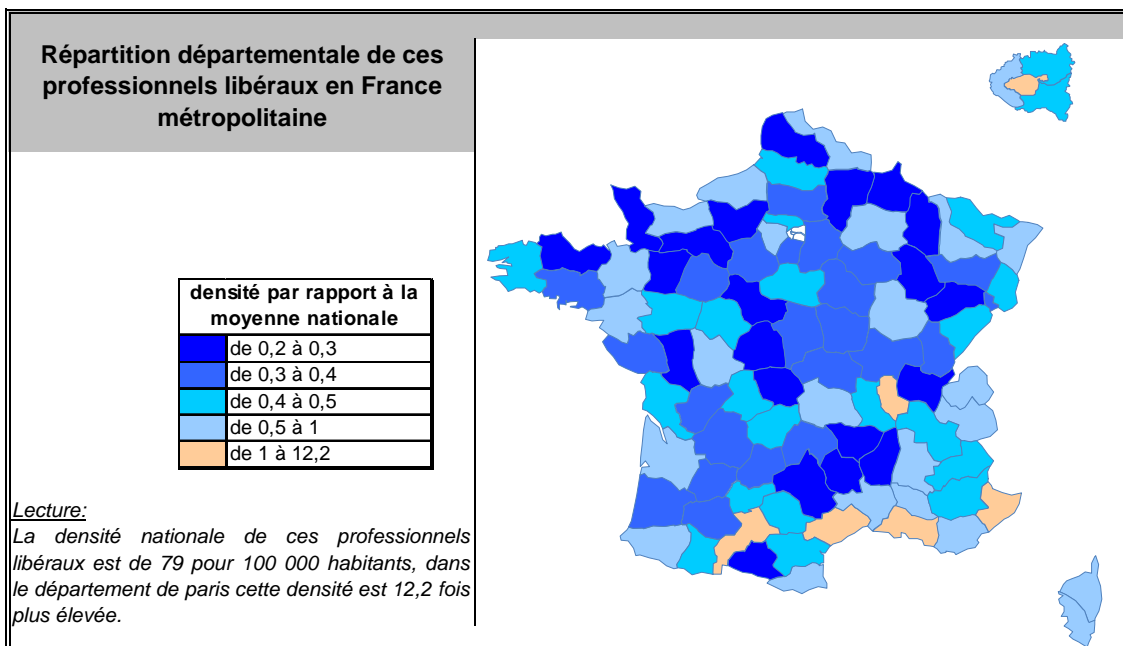 Répartition départementale de ces
professionnels libéraux en France
métropolitaine
densité par rapport à la
moyenne nationale
de 0,2 à 0,3
de 0,3 à 0,4
de 0,4 à 0,5
de 0,5 à 1
de 1 à 12,2
Lecture:
La densité nationale de ces professionnels
libéraux est de 79 pour 100 000 habitants, dans
le département de paris cette densité est 12,2 fois
plus élevée.